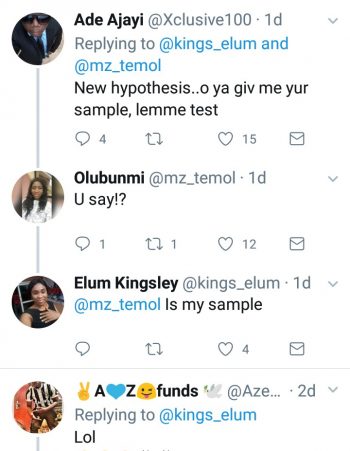 Ade Ajayi @Xclusive100 · 1d
Replying to @kings_elum and
@mz_temol
New hypothesis..o ya giv me yur
sample, lemme test
4 15
Olubunmi @mz_temol · 1d
U say!?
1 1 12
Elum Kingsley @kings_elum · 1d
@mz_temol Is my sample
4
✌A💙Z😃funds 🕊 @Aze... · 2d
Replying to @kings_elum
Lol